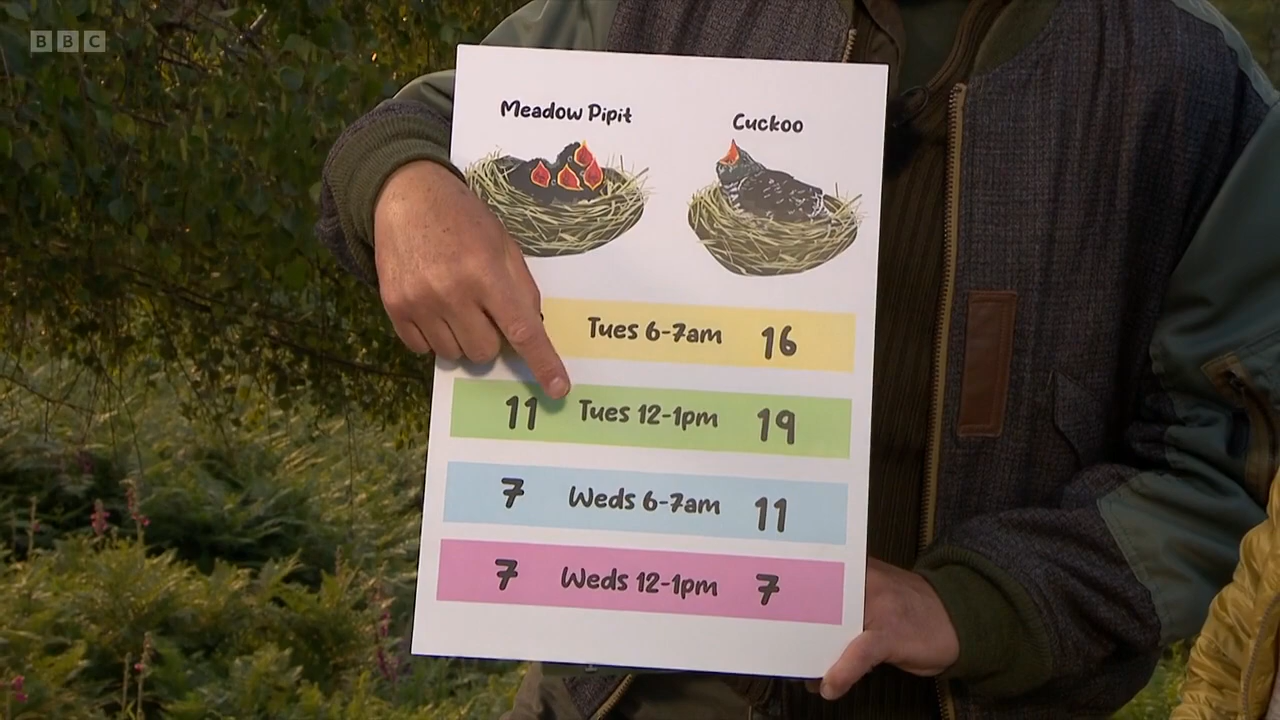 BBC
Meadow Pipit Cuckoo
Tues 6-7am 16
11 Tues 12-1pm 19
7 Weds 6-7am 11
7 Weds 12-1pm 7